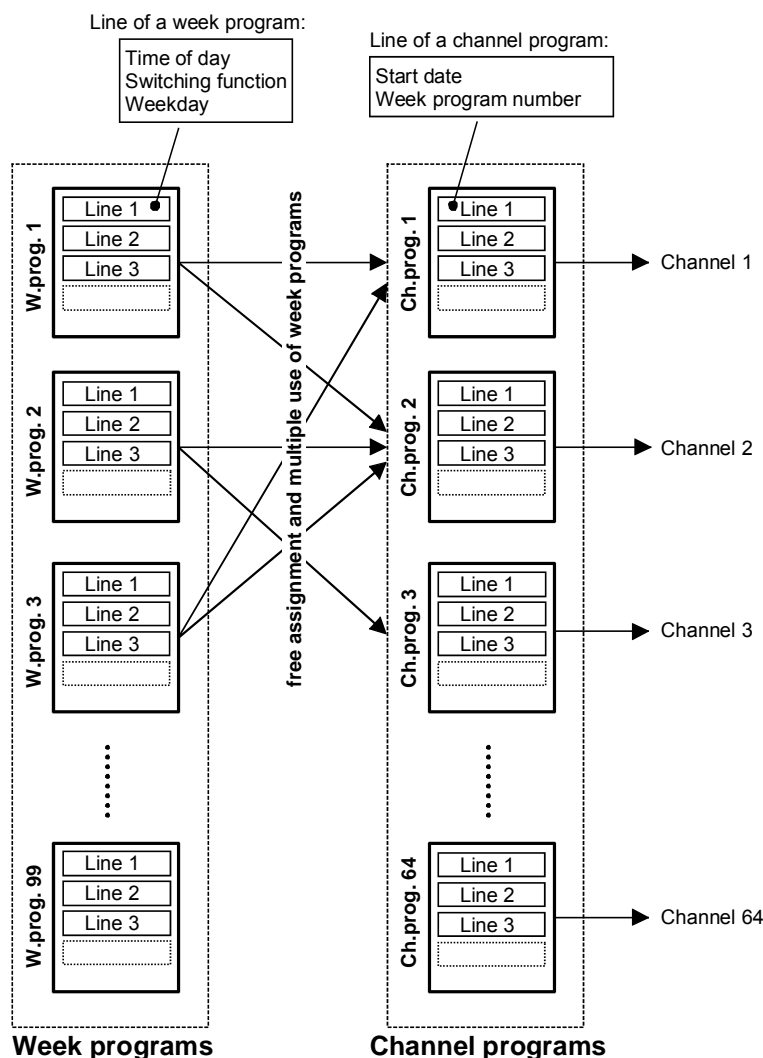 Line of a week program:
Time of day
Switching function
Weekday
Line of a channel program:
Start date
Week program number
W.prog. 1
Line 1
Line 2
Line 3
W.prog. 2
Line 1
Line 2
Line 3
W.prog. 3
Line 1
Line 2
Line 3
W.prog. 99
Line 1
Line 2
Line 3
Week programs
free assignment and multiple use of week programs
Ch.prog. 1
Line 1
Line 2
Line 3
Channel 1
Ch.prog. 2
Line 1
Line 2
Line 3
Channel 2
Ch.prog. 3
Line 1
Line 2
Line 3
Channel 3
Ch.prog. 64
Line 1
Line 2
Line 3
Channel 64
Channel programs